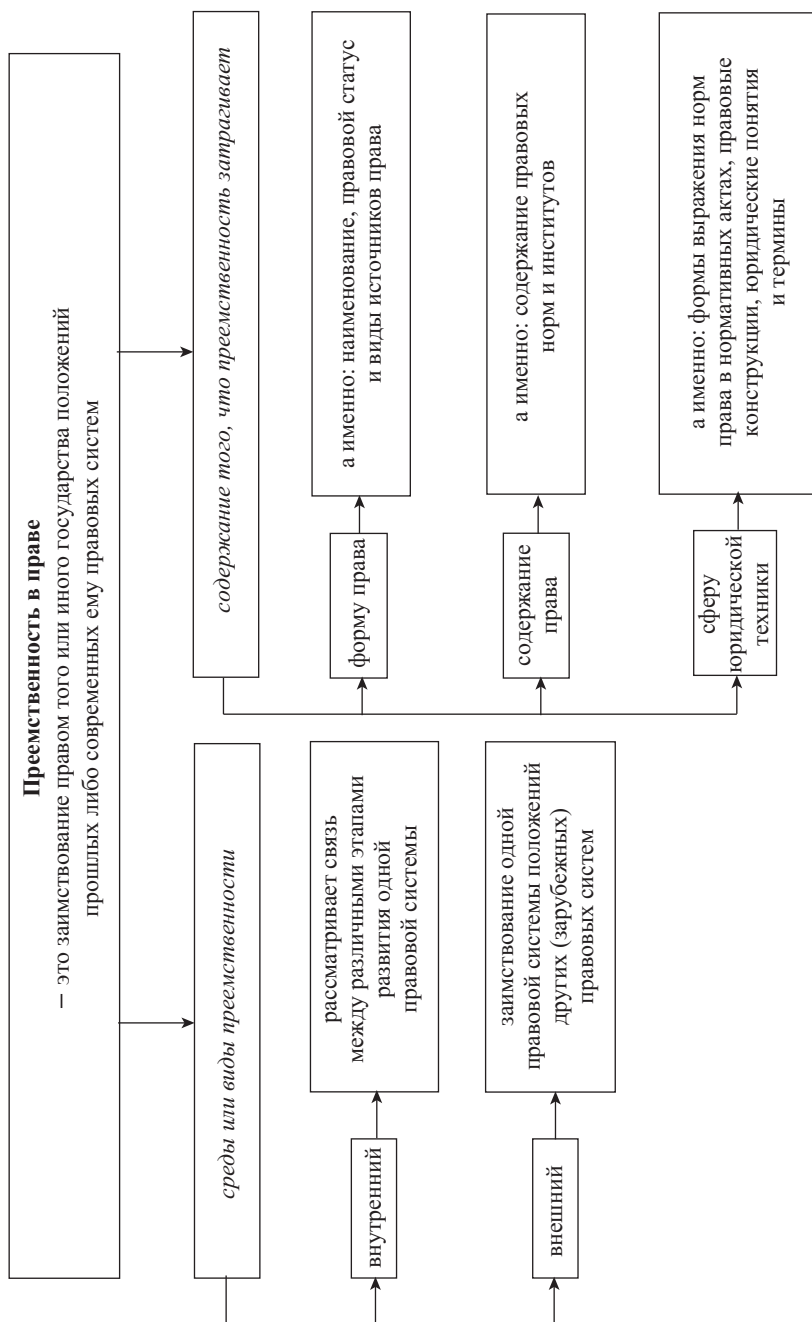 Преемственность в праве
– это заимствование правом того или иного государства положений
прошлых либо современных ему правовых систем
среды или виды преемственности
внутренний
рассматривает связь
между различными этапами
развития одной
правовой системы
внешний
заимствование одной
правовой системы положений
других (зарубежных)
правовых систем
содержание того, что преемственность затрагивает
форму права
а именно: наименование, правовой статус
и виды источников права
содержание
права
а именно: содержание правовых
норм и институтов
сферу
юридической
техники
а именно: формы выражения норм
права в нормативных актах, правовые
конструкции, юридические понятия
и термины